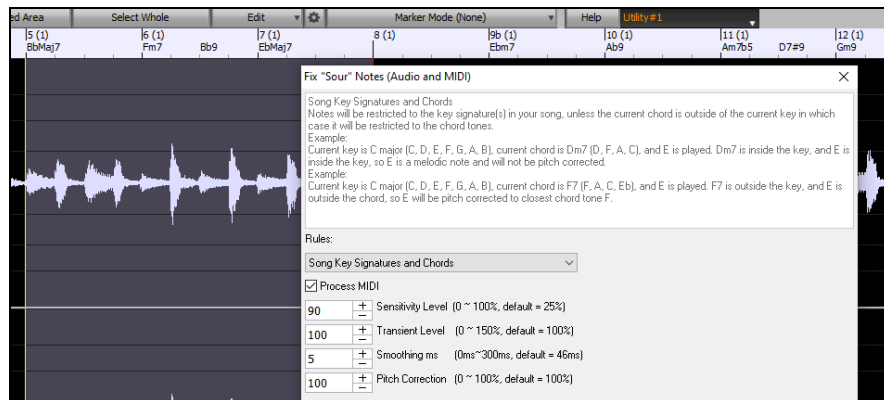 ed Area Select Whole Edit Marker Mode (None) Help Utility#1
5 (1) 6 (1) 7 (1) 8 (1) 9b (1) 10 (1) 11 (1) 12 (1)
BbMaj7 Fm7 Bb9 EbMaj7 Ebm7 Ab9 Am7b5 D7#9 Gm9
Fix "Sour" Notes (Audio and MIDI)
Song Key Signatures and Chords
Notes will be restricted to the key signature(s) in your song, unless the current chord is outside of the current key in which
case it will be restricted to the chord tones.
Example:
Current key is C major (C, D, E, F, G, A, B), current chord is Dm7 (D, F, A, C), and E is played. Dm7 is inside the key, and E is
inside the key, so E is a melodic note and will not be pitch corrected.
Example:
Current key is C major (C, D, E, F, G, A, B), current chord is F7 (F, A, C, Eb), and E is played. F7 is outside the key, and E is
outside the chord, so E will be pitch corrected to closest chord tone F.
Rules:
Song Key Signatures and Chords
Process MIDI
90 Sensitivity Level (0 ~ 100%, default = 25%)
100 Transient Level (0 ~ 150%, default = 100%)
5 Smoothing ms (0ms~300ms, default = 46ms)
100 Pitch Correction (0 ~ 100%, default = 100%)